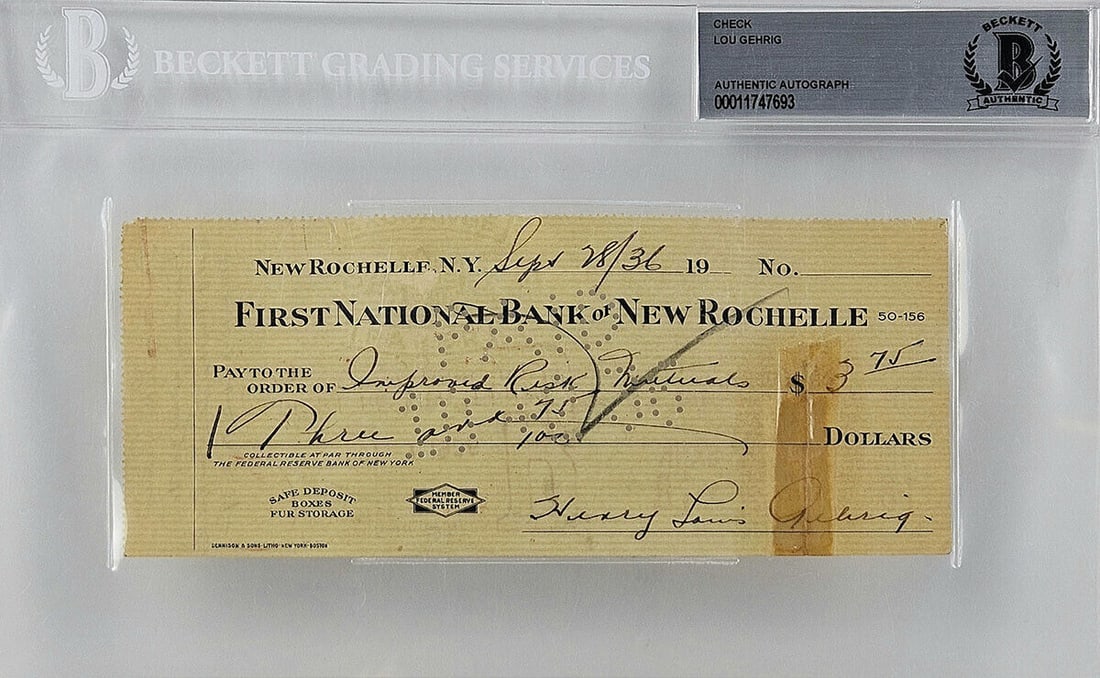 BECKETT GRADING SERVICES
CHECK
LOU GEHRIG
AUTHENTIC AUTOGRAPH
00011747693
BECKETT
B
AUTHENTIC
NEW ROCHELLE, N.Y. Sept 28/36 19 No.
FIRST NATIONAL BANK of NEW ROCHELLE 50-156
PAY TO THE ORDER OF Improved Risk Mutuals $ 3 75
Three and 75/100 DOLLARS
COLLECTIBLE AT PAR THROUGH
THE FEDERAL RESERVE BANK OF NEW YORK
SAFE DEPOSIT
BOXES
FUR STORAGE
MEMBER
FEDERAL RESERVE
SYSTEM
Henry Louis Gehrig
DENNISON & SONS-LITHO-NEW YORK-BOSTON